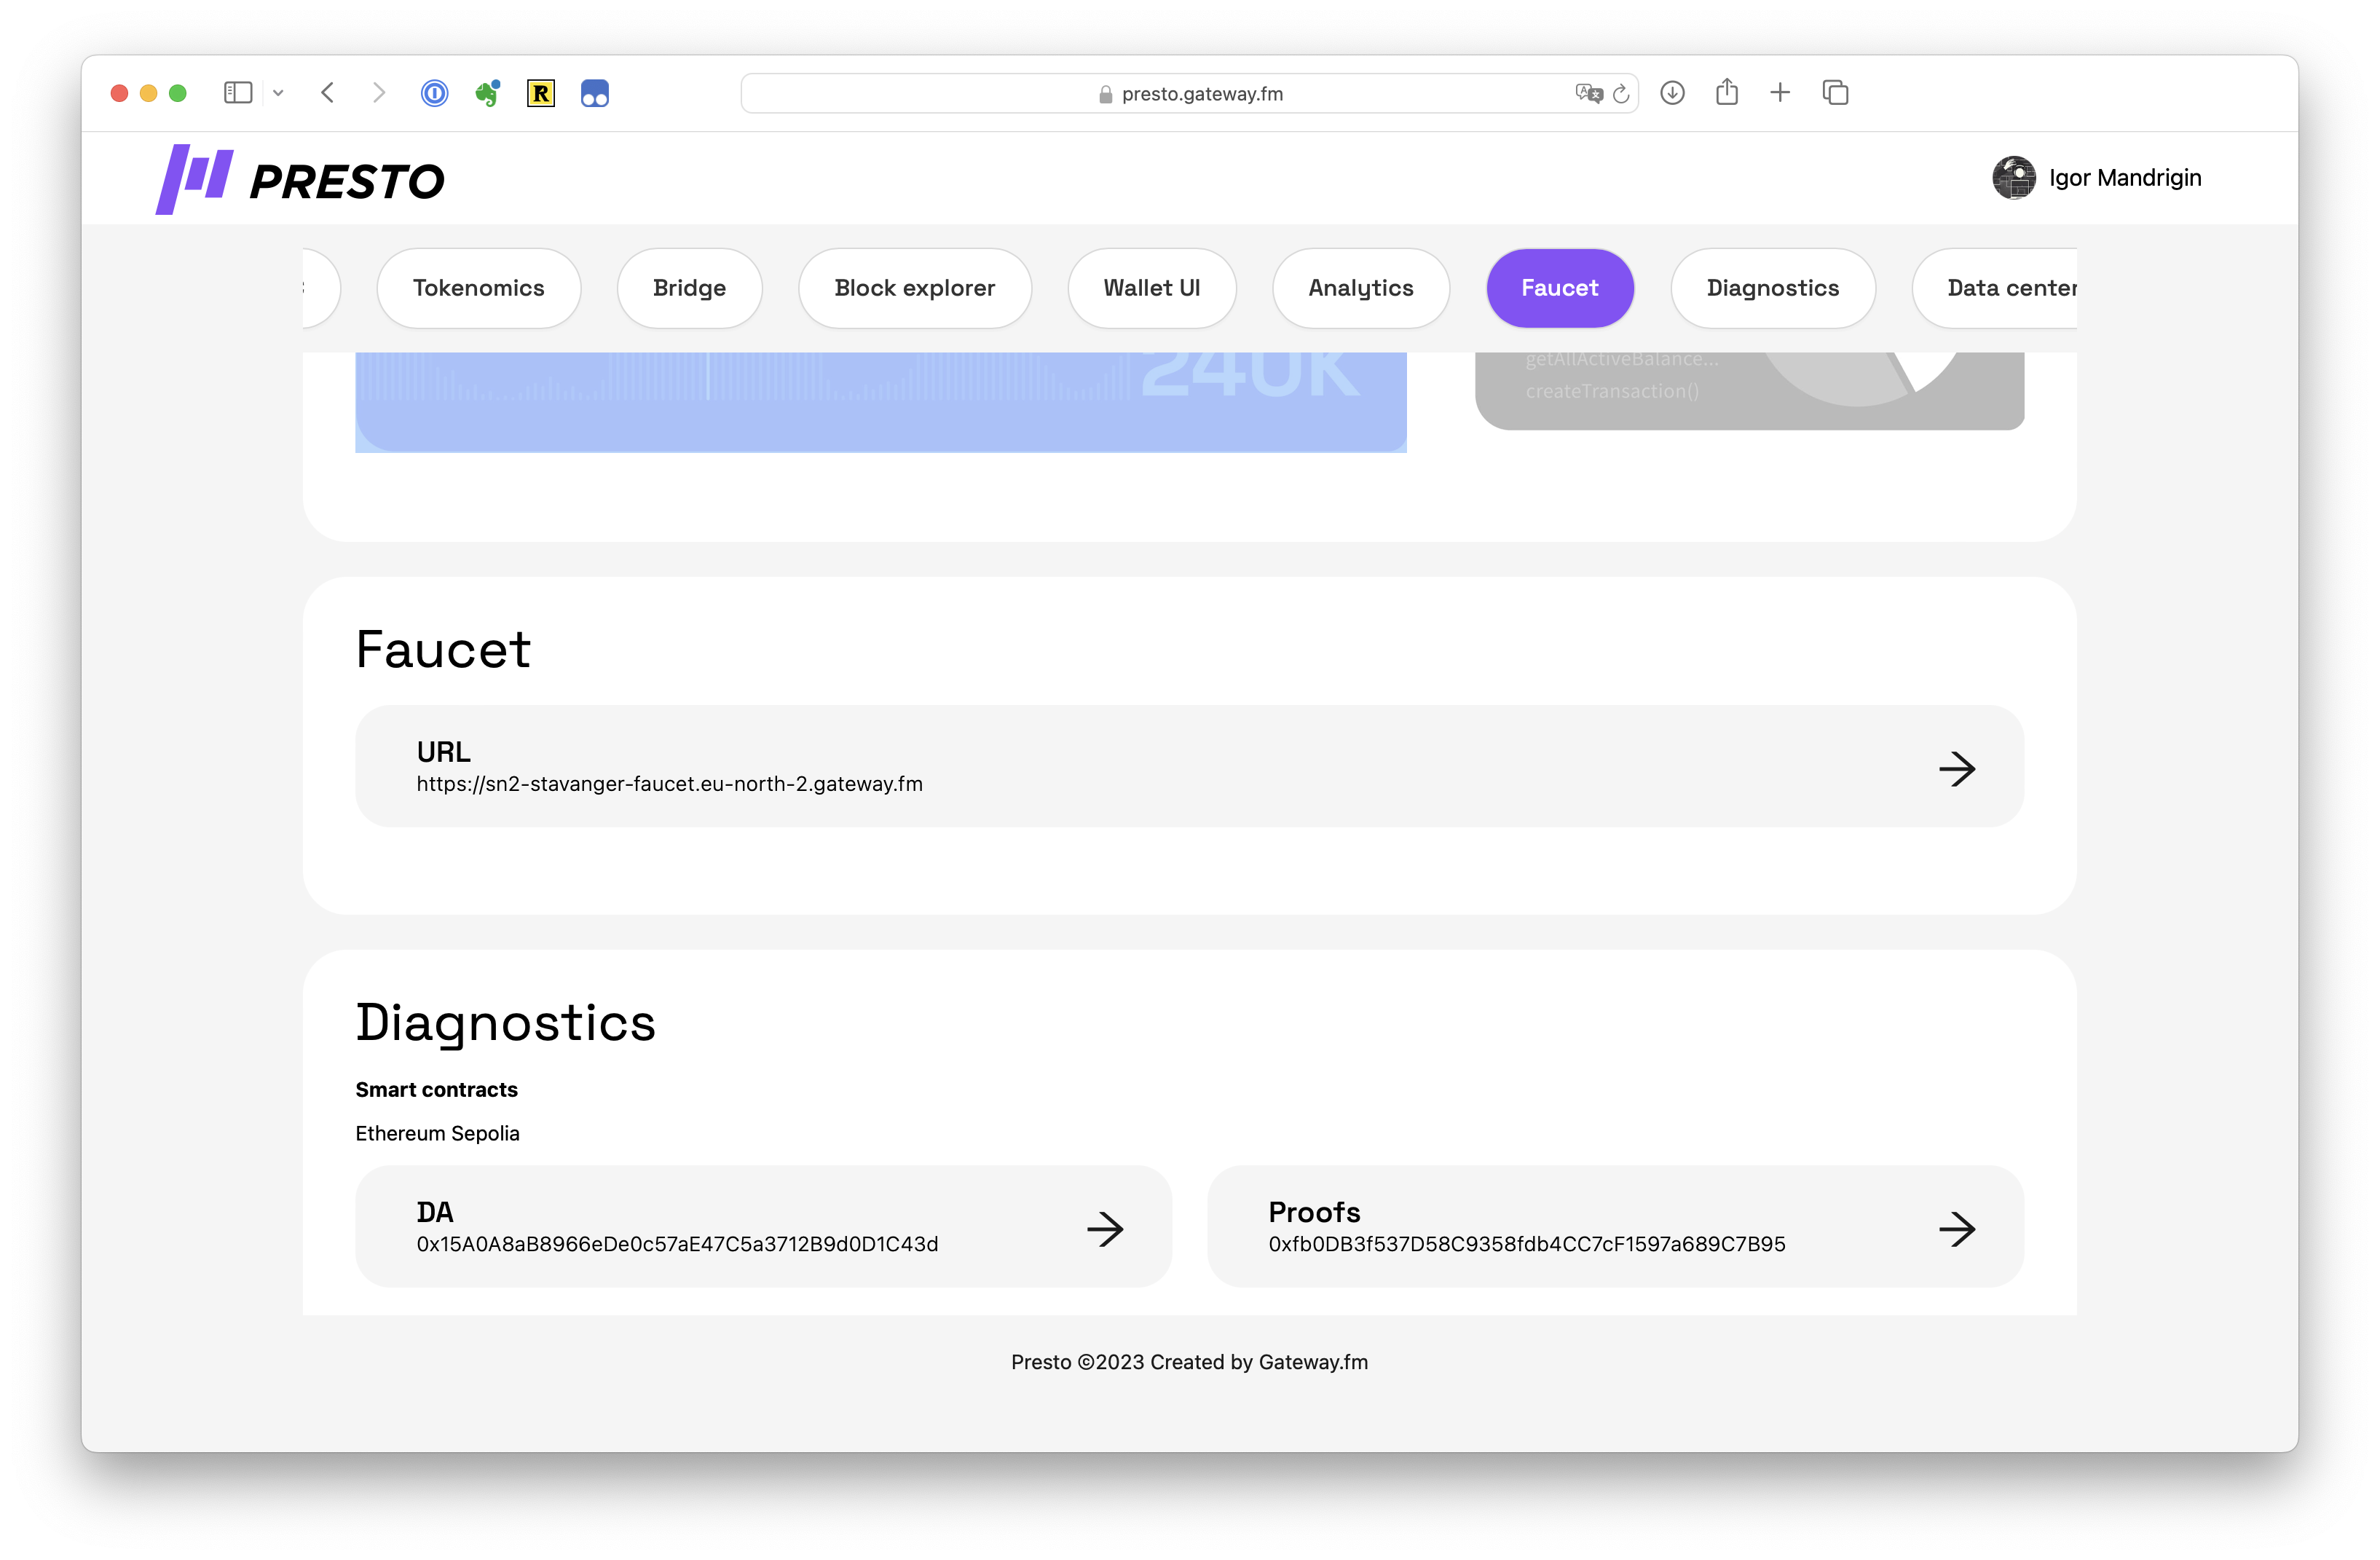 presto.gateway.fm
PRESTO
Igor Mandrigin
Tokenomics
Bridge
Block explorer
Wallet UI
Analytics
Faucet
Diagnostics
Data center
240K
getAllActiveBalance...
createTransaction()
Faucet
URL
https://sn2-stavanger-faucet.eu-north-2.gateway.fm
Diagnostics
Smart contracts
Ethereum Sepolia
DA
0x15A0A8aB8966eDe0c57aE47C5a3712B9d0D1C43d
Proofs
0xfb0DB3f537D58C9358fdb4CC7cF1597a689C7B95
Presto ©2023 Created by Gateway.fm